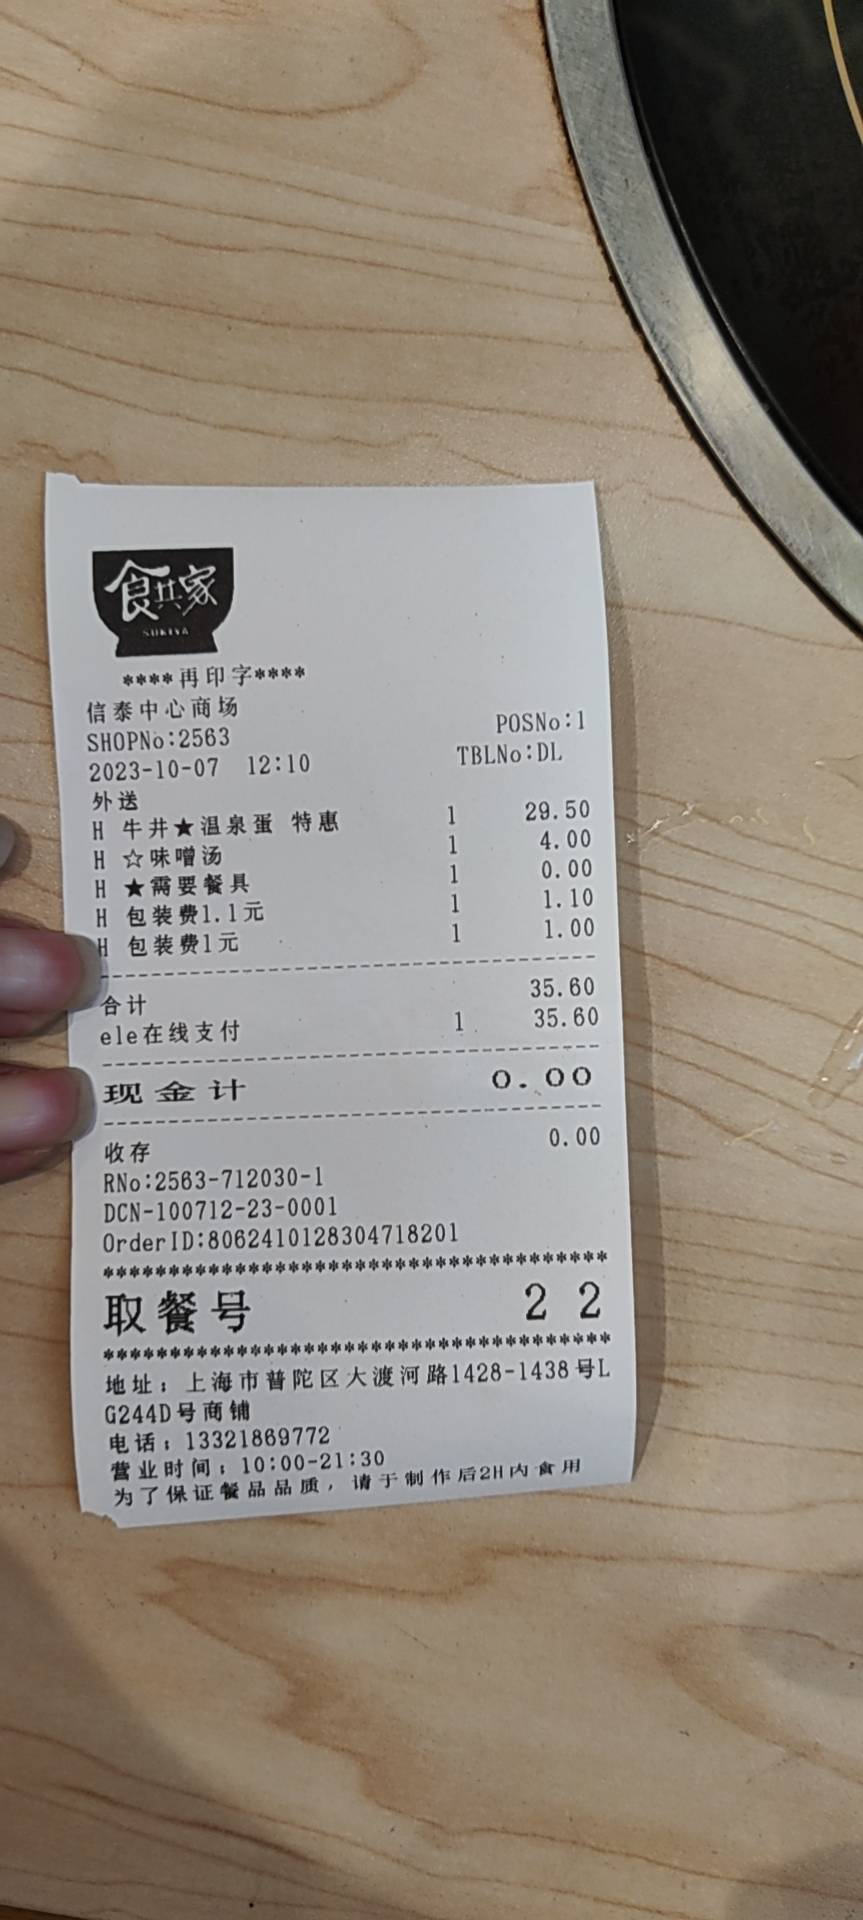 食其家
SUKIYA
****再印字****
信泰中心商场
SHOPNo:2563 POSNo:1
2023-10-07 12:10 TBLNo:DL
外送
H 牛丼★温泉蛋 特惠 1 29.50
H ☆味噌汤 1 4.00
H ★需要餐具 1 0.00
H 包装费1.1元 1 1.10
H 包装费1元 1 1.00
合计 35.60
ele在线支付 1 35.60
现金计 0.00
收存 0.00
RNo:2563-712030-1
DCN-100712-23-0001
OrderID:8062410128304718201
**************************************
取餐号 22
**************************************
地址：上海市普陀区大渡河路1428-1438号L
G244D号商铺
电话：13321869772
营业时间：10:00-21:30
为了保证餐品品质，请于制作后2H内食用